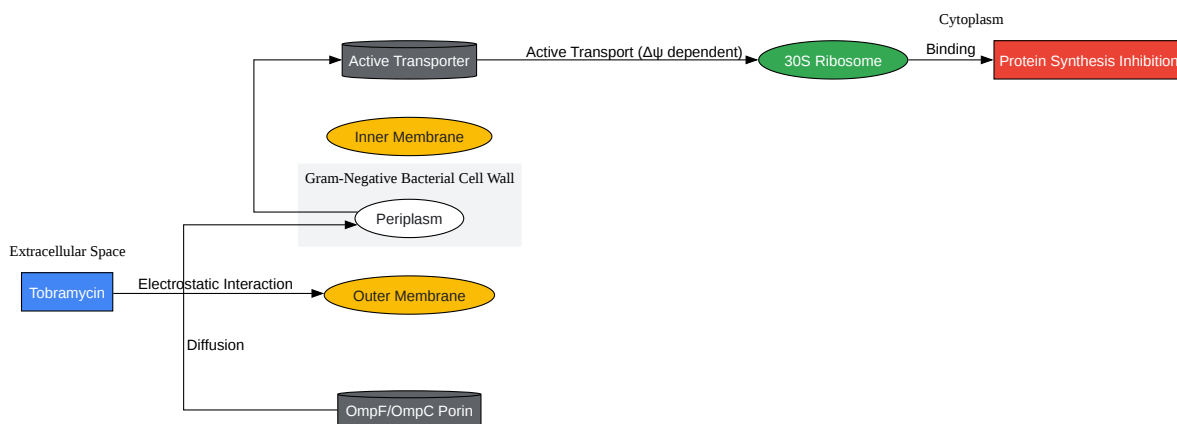 Cytoplasm
Active Transporter
Active Transport (Δψ dependent)
30S Ribosome
Binding
Protein Synthesis Inhibition
Inner Membrane
Gram-Negative Bacterial Cell Wall
Periplasm
Extracellular Space
Tobramycin
Electrostatic Interaction
Outer Membrane
Diffusion
OmpF/OmpC Porin